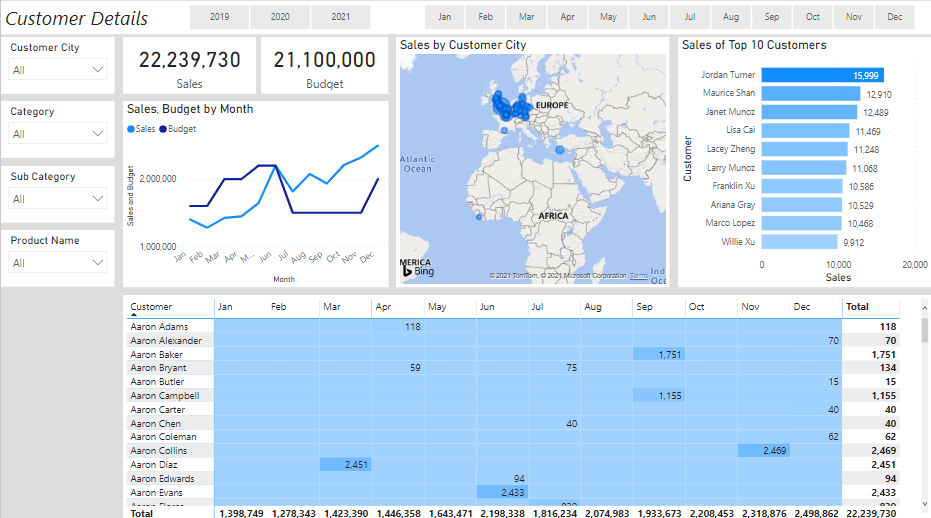 Customer Details
2019 2020 2021
Jan Feb Mar Apr May Jun Jul Aug Sep Oct Nov Dec
Customer City
All
Category
All
Sub Category
All
Product Name
All
22,239,730
Sales
21,100,000
Budget
Sales, Budget by Month
Sales Budget
Sales and Budget
2,000,000
1,000,000
Jan Feb Mar Apr M... Jun Jul Aug Sep Oct Nov Dec
Month
Sales by Customer City
EUROPE
Atlantic
Ocean
AFRICA
MERICA
Ind
Oc
Bing
© 2021 TomTom, © 2021 Microsoft Corporation Terms
Sales of Top 10 Customers
Customer
Jordan Turner 15,999
Maurice Shan 12,910
Janet Munoz 12,489
Lisa Cai 11,469
Lacey Zheng 11,248
Larry Munoz 11,068
Franklin Xu 10,586
Ariana Gray 10,529
Marco Lopez 10,468
Willie Xu 9,912
0 10,000 20,000
Sales
Customer Jan Feb Mar Apr May Jun Jul Aug Sep Oct Nov Dec Total
Aaron Adams 118 118
Aaron Alexander 70 70
Aaron Baker 1,751 1,751
Aaron Bryant 59 75 134
Aaron Butler 15 15
Aaron Campbell 1,155 1,155
Aaron Carter 40 40
Aaron Chen 40 40
Aaron Coleman 62 62
Aaron Collins 2,469 2,469
Aaron Diaz 2,451 2,451
Aaron Edwards 94 94
Aaron Evans 2,433 2,433
Total 1,398,749 1,278,343 1,423,390 1,446,358 1,643,471 2,198,338 1,816,234 2,074,983 1,933,673 2,208,453 2,318,876 2,498,862 22,239,730